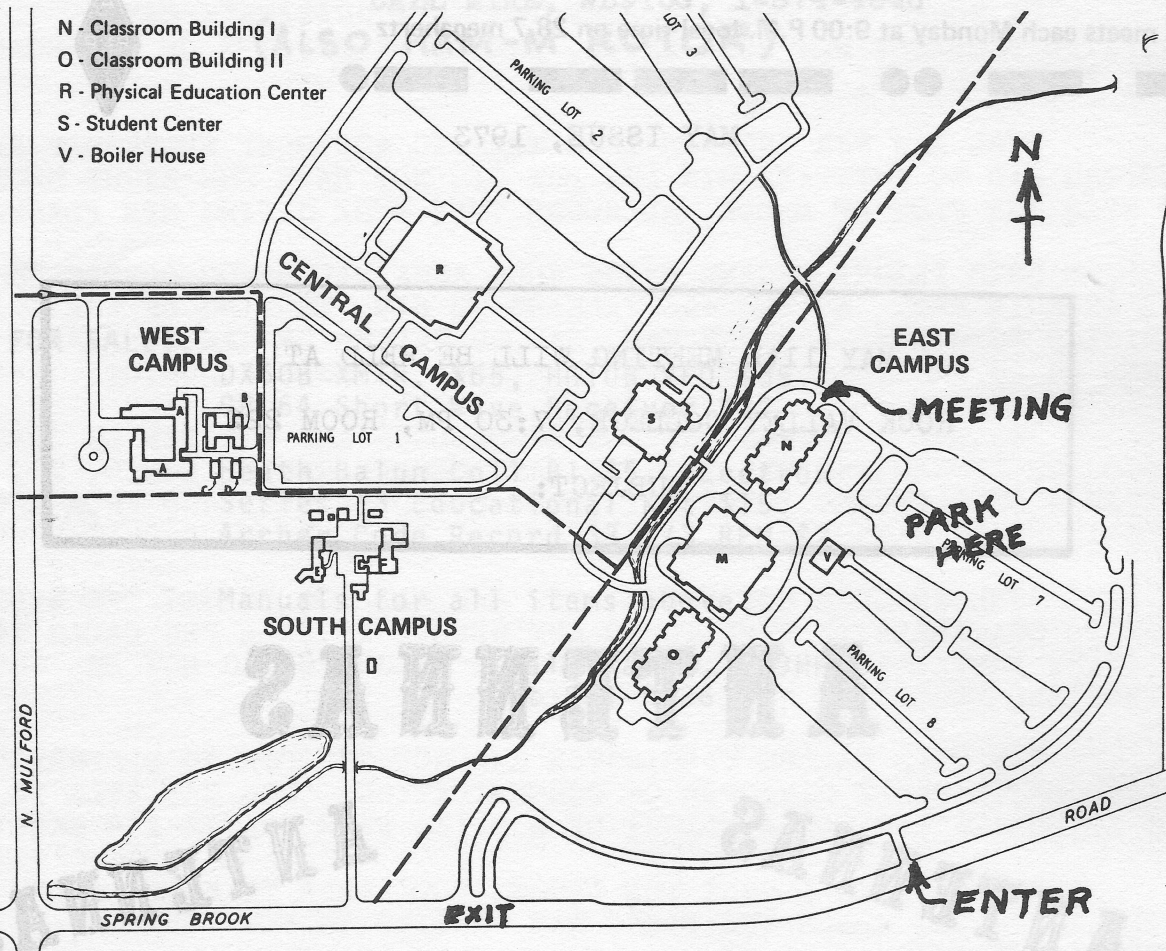 N - Classroom Building I
O - Classroom Building II
R - Physical Education Center
S - Student Center
V - Boiler House
PARKING LOT 2
LOT 3
N
R
CENTRAL CAMPUS
WEST CAMPUS
A
B
A
C D
PARKING LOT 1
S
EAST CAMPUS
MEETING
N
PARK HERE
PARKING LOT 7
M
V
E
F
SOUTH CAMPUS
O
PARKING LOT 8
N. MULFORD
SPRING BROOK
ROAD
EXIT
ENTER